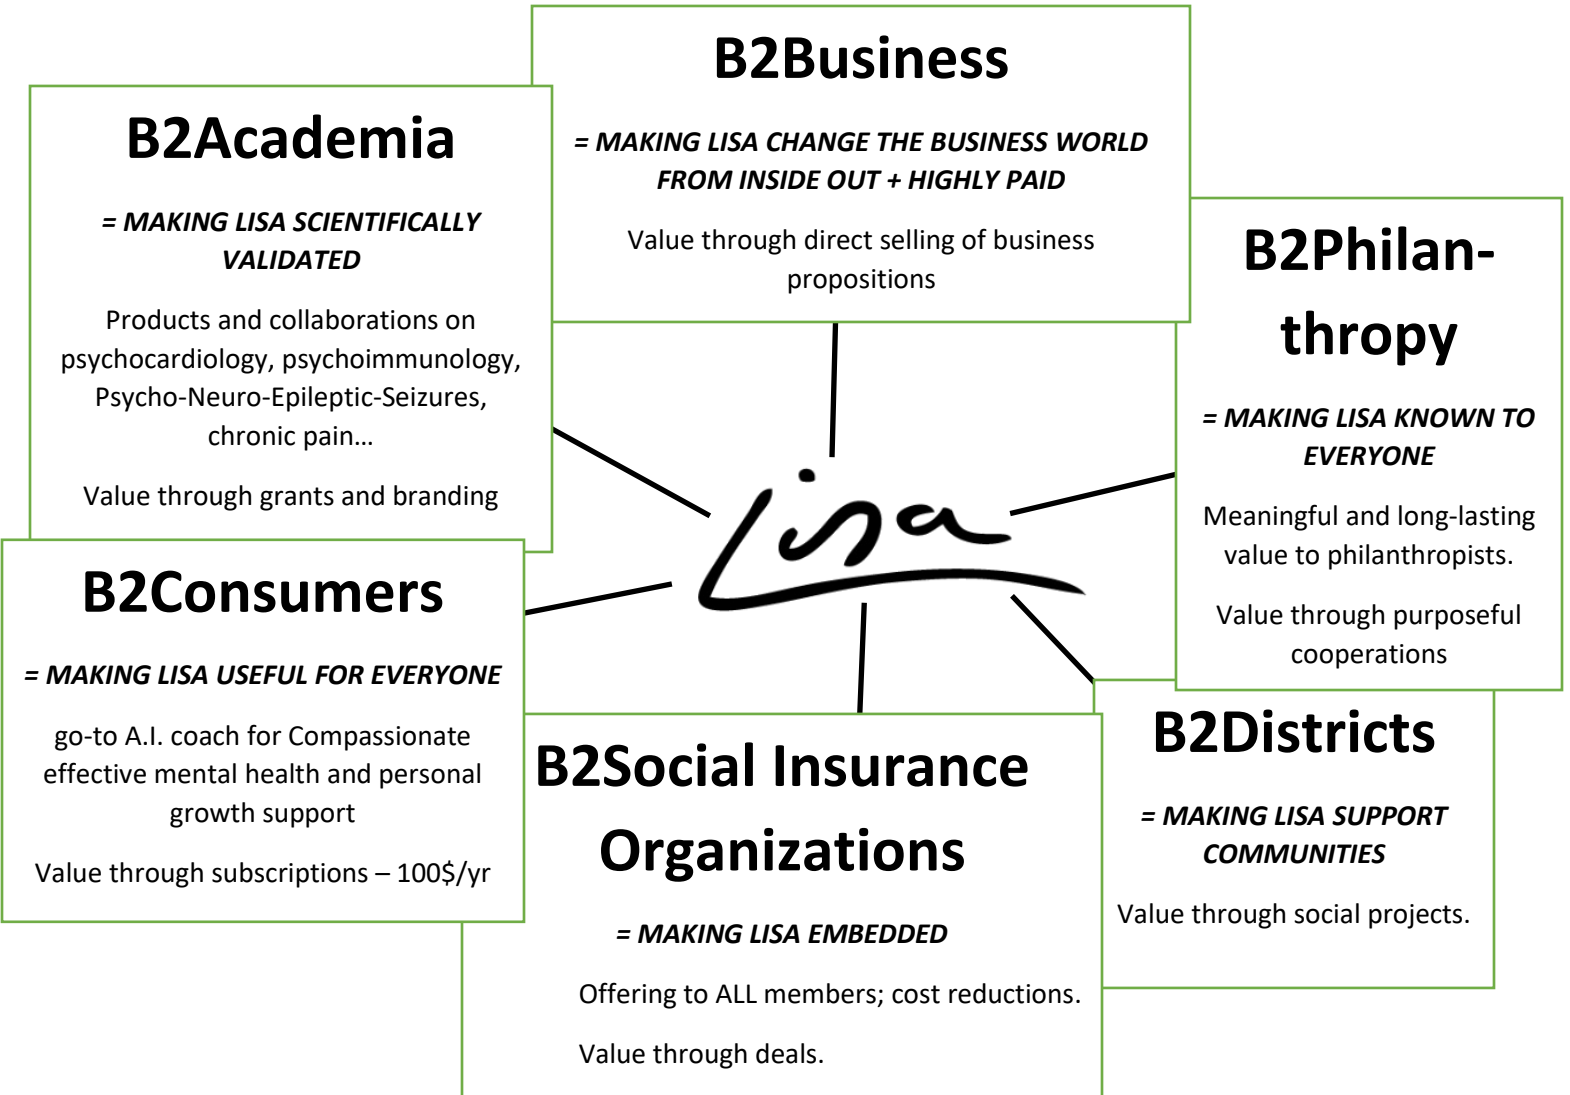 B2Business
= MAKING LISA CHANGE THE BUSINESS WORLD
FROM INSIDE OUT + HIGHLY PAID
Value through direct selling of business
propositions
B2Academia
= MAKING LISA SCIENTIFICALLY
VALIDATED
Products and collaborations on
psychocardiology, psychoimmunology,
Psycho-Neuro-Epileptic-Seizures,
chronic pain…
Value through grants and branding
B2Philan-
thropy
= MAKING LISA KNOWN TO
EVERYONE
Meaningful and long-lasting
value to philanthropists.
Value through purposeful
cooperations
Lisa
B2Consumers
= MAKING LISA USEFUL FOR EVERYONE
go-to A.I. coach for Compassionate
effective mental health and personal
growth support
Value through subscriptions – 100$/yr
B2Social Insurance
Organizations
= MAKING LISA EMBEDDED
Offering to ALL members; cost reductions.
Value through deals.
B2Districts
= MAKING LISA SUPPORT
COMMUNITIES
Value through social projects.